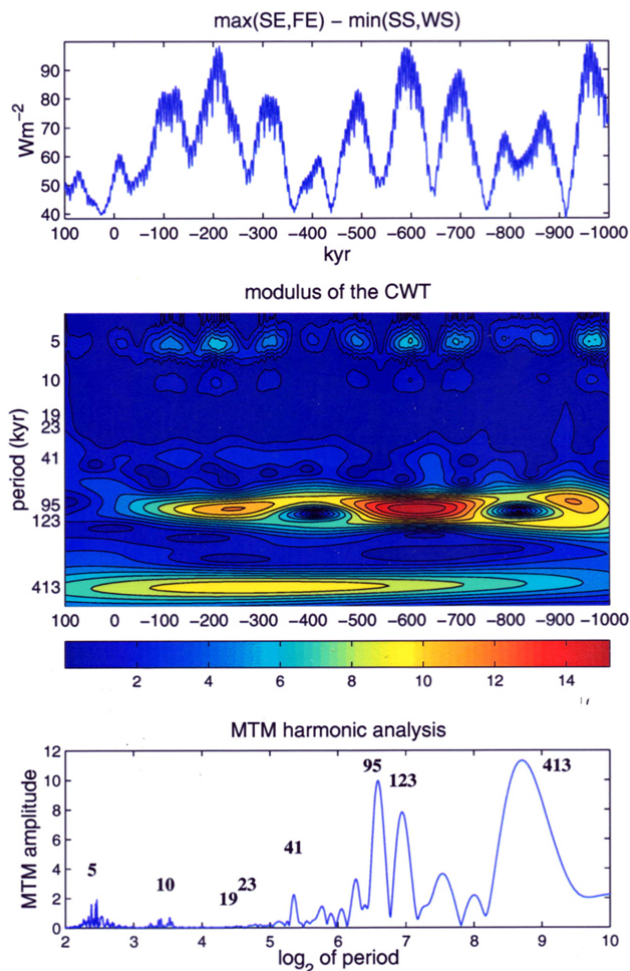 max(SE,FE) − min(SS,WS)
90
80
70
60
50
40
Wm−2
100 0 −100 −200 −300 −400 −500 −600 −700 −800 −900 −1000
kyr
modulus of the CWT
5
10
19
23
41
95
123
413
period (kyr)
100 0 −100 −200 −300 −400 −500 −600 −700 −800 −900 −1000
2 4 6 8 10 12 14
MTM harmonic analysis
12
10
8
6
4
2
0
MTM amplitude
5 10 19 23 41 95 123 413
2 3 4 5 6 7 8 9 10
log2 of period